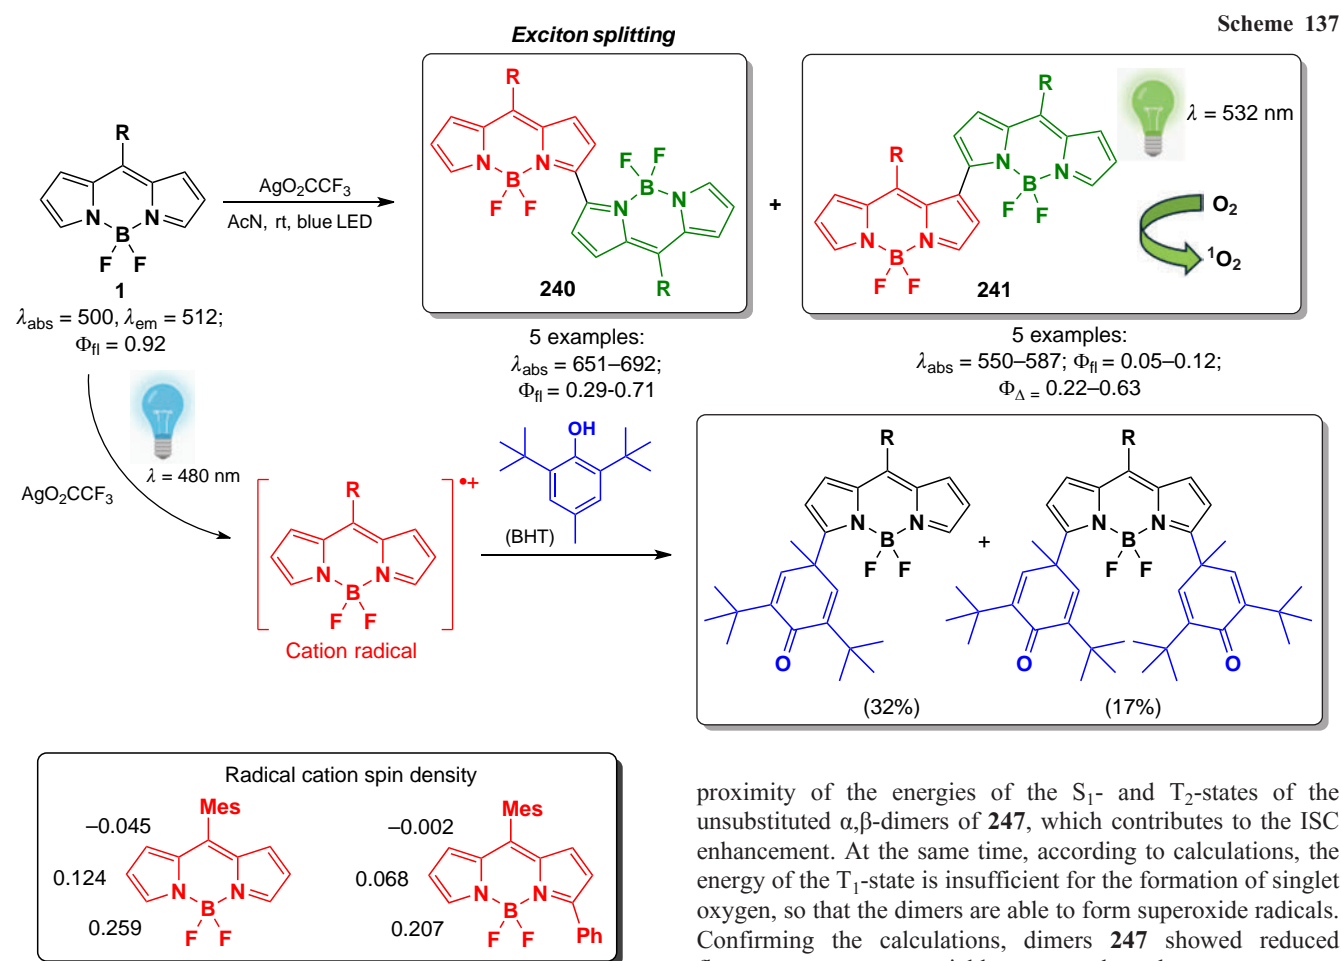 Scheme 137
Exciton splitting
R
N
N
B
F F
1
λabs = 500, λem = 512;
Φfl = 0.92
AgO2CCF3
AcN, rt, blue LED
R
N
N
B
F F
F F
B
N
N
R
240
5 examples:
λabs = 651–692;
Φfl = 0.29-0.71
+
R
N
N
B
F F
R
N
N
B
F F
241
λ = 532 nm
O2
1O2
5 examples:
λabs = 550–587; Φfl = 0.05–0.12;
ΦΔ = 0.22–0.63
λ = 480 nm
AgO2CCF3
R
N
N
B
F F
•+
Cation radical
OH
(BHT)
R
N
N
B
F F
O
(32%)
+
R
N
N
B
F F
O
O
(17%)
Radical cation spin density
Mes
–0.045
0.124
0.259
N
N
B
F F
Mes
–0.002
0.068
0.207
N
N
B
F F
Ph
proximity of the energies of the S1- and T2-states of the
unsubstituted α,β-dimers of 247, which contributes to the ISC
enhancement. At the same time, according to calculations, the
energy of the T1-state is insufficient for the formation of singlet
oxygen, so that the dimers are able to form superoxide radicals.
Confirming the calculations, dimers 247 showed reduced